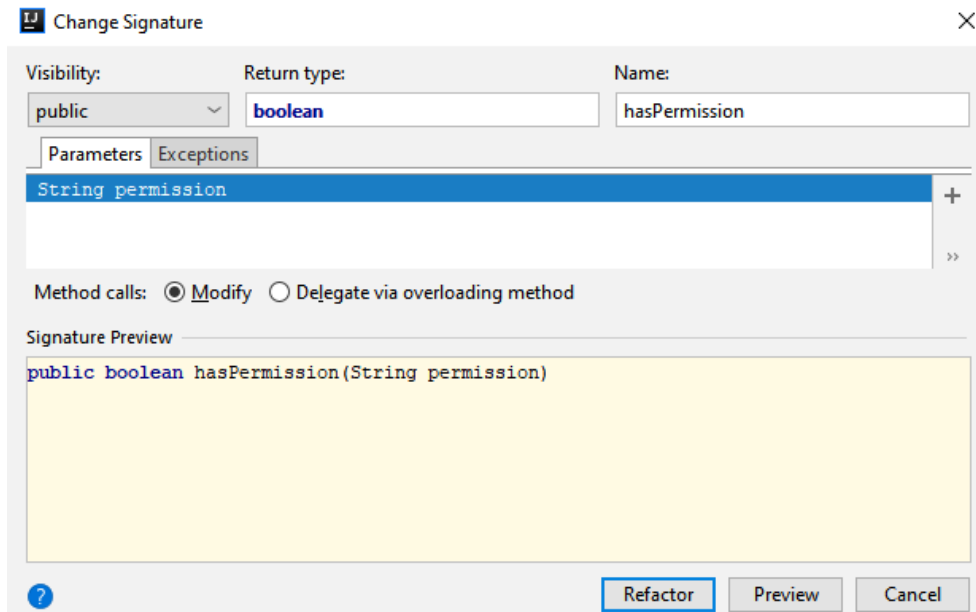 IJ Change Signature
Visibility: Return type: Name:
public boolean hasPermission
Parameters Exceptions
String permission
Method calls: Modify Delegate via overloading method
Signature Preview
public boolean hasPermission(String permission)
? Refactor Preview Cancel